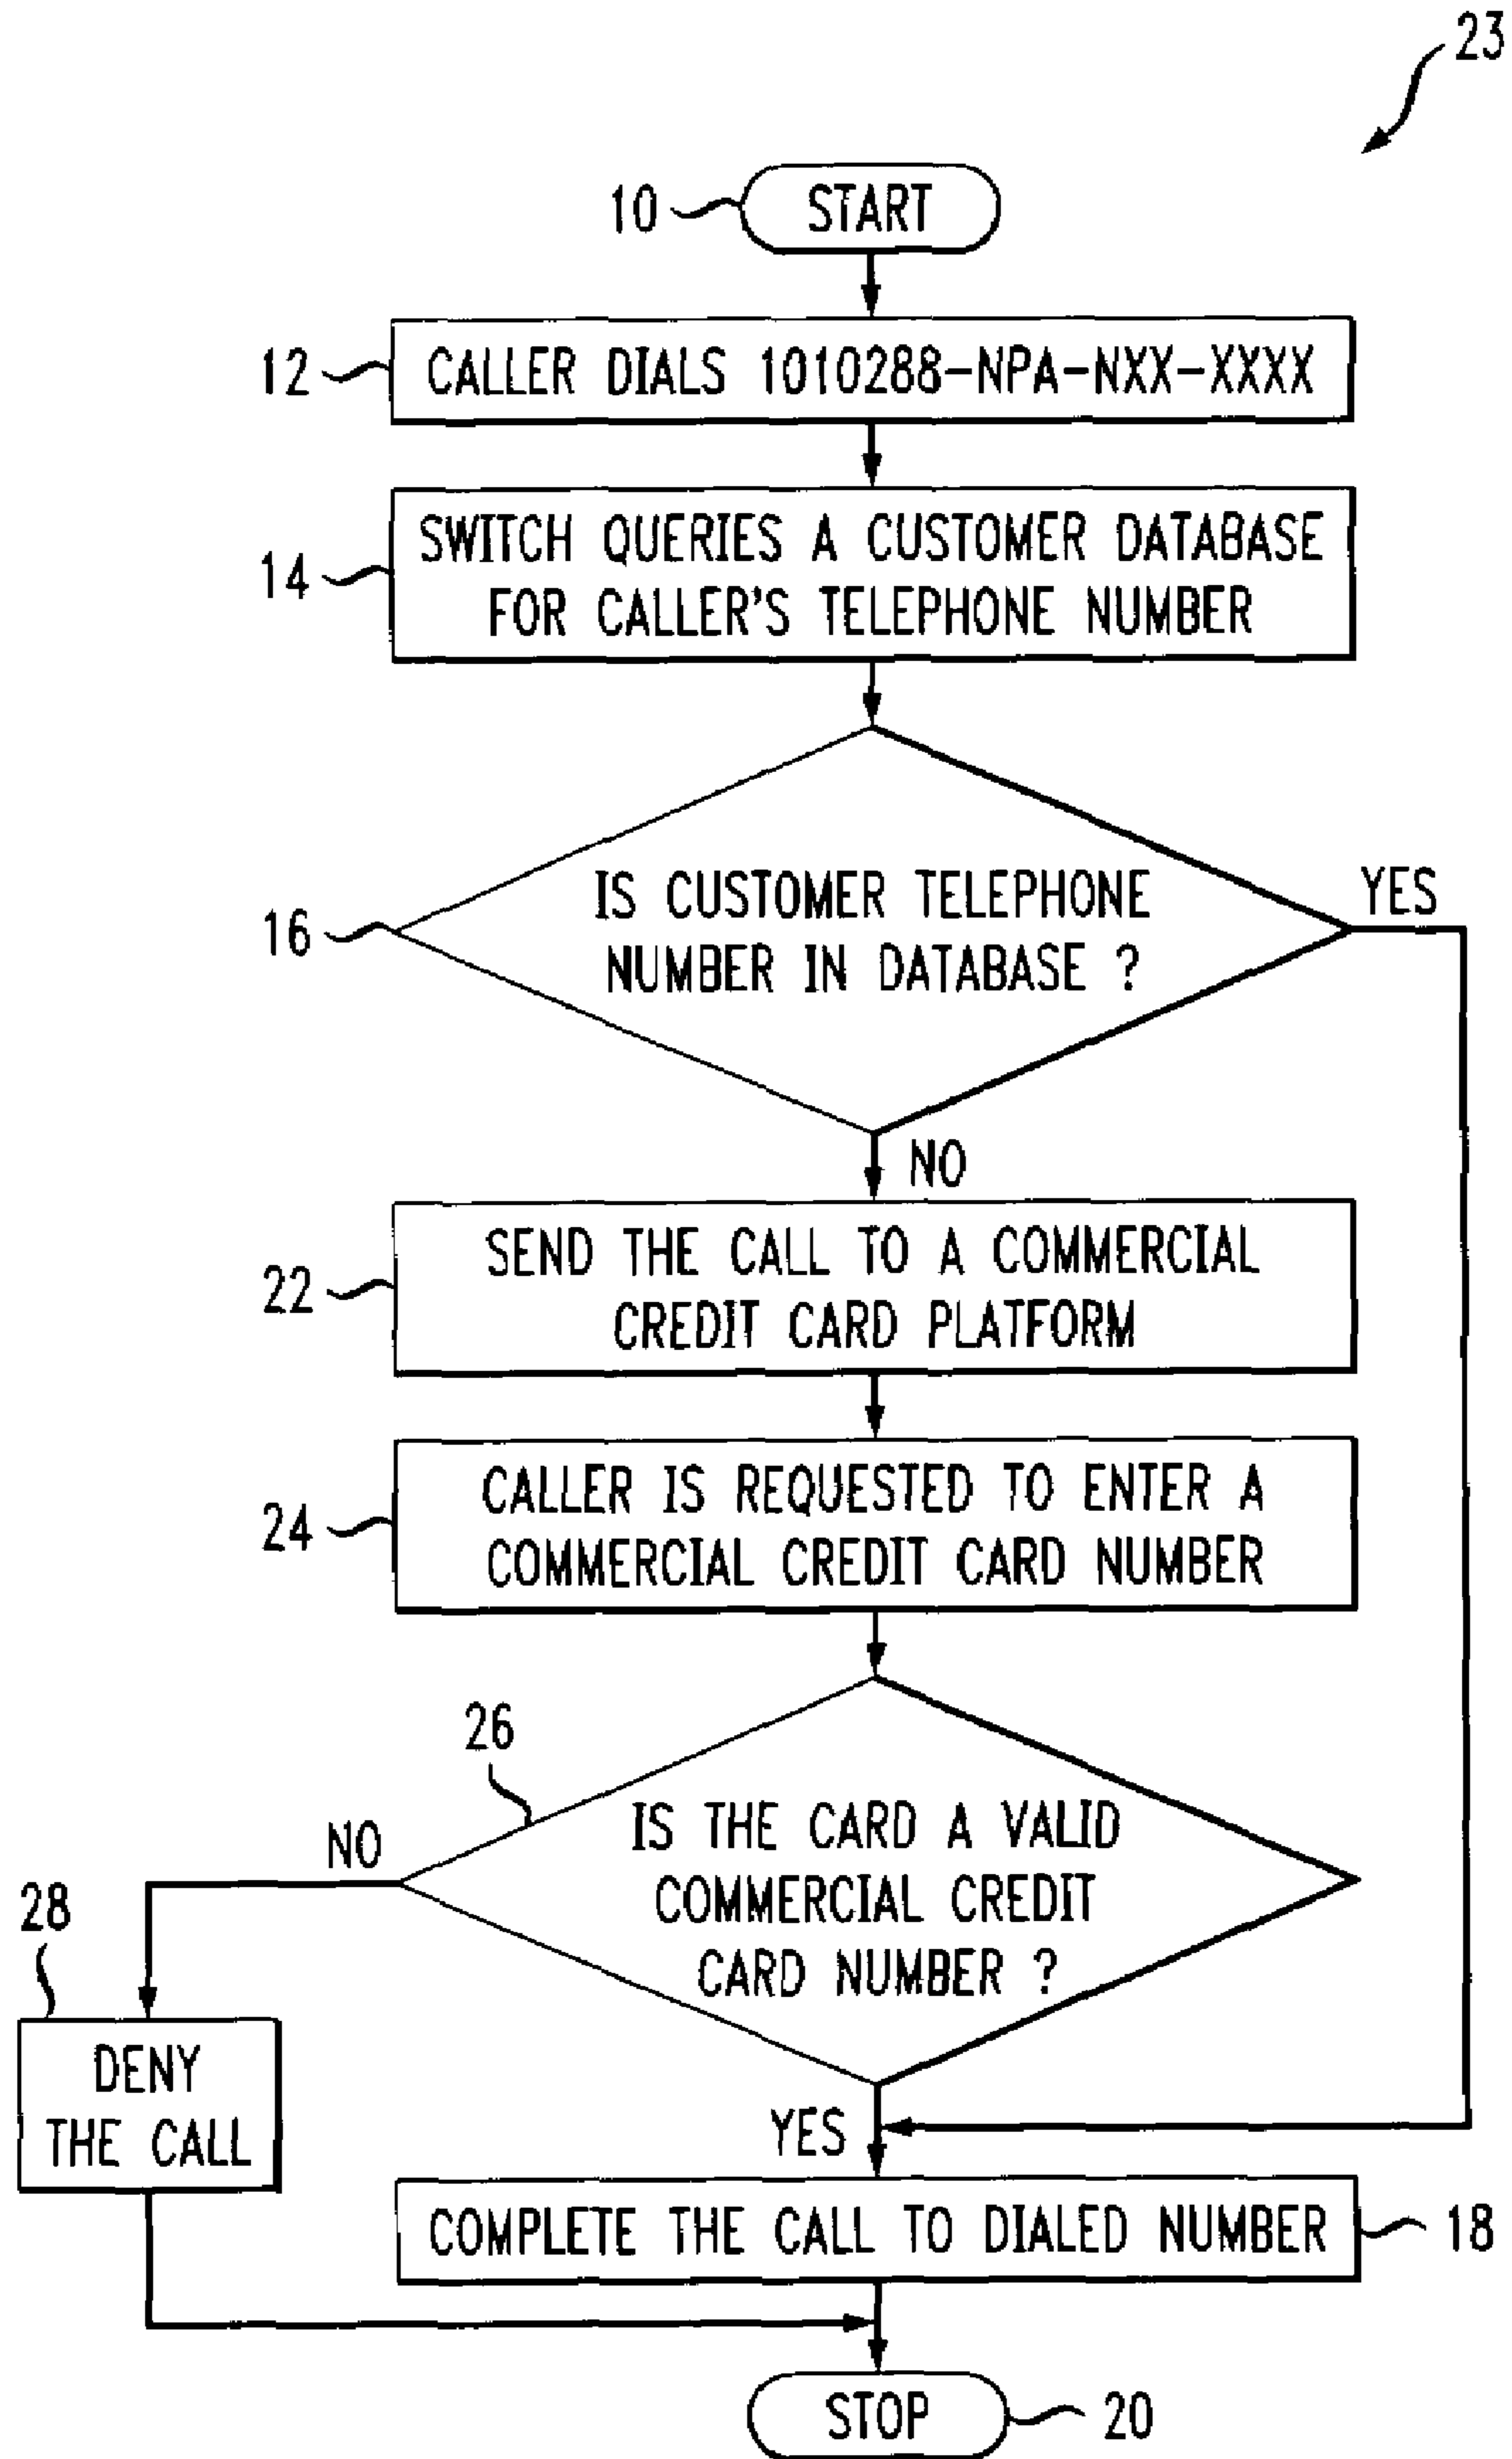 23
10 START
12 CALLER DIALS 1010288-NPA-NXX-XXXX
14 SWITCH QUERIES A CUSTOMER DATABASE
FOR CALLER'S TELEPHONE NUMBER
16 IS CUSTOMER TELEPHONE
NUMBER IN DATABASE ?
YES
NO
22 SEND THE CALL TO A COMMERCIAL
CREDIT CARD PLATFORM
24 CALLER IS REQUESTED TO ENTER A
COMMERCIAL CREDIT CARD NUMBER
26
IS THE CARD A VALID
COMMERCIAL CREDIT
CARD NUMBER ?
NO
28
DENY
THE CALL
YES
COMPLETE THE CALL TO DIALED NUMBER 18
STOP 20